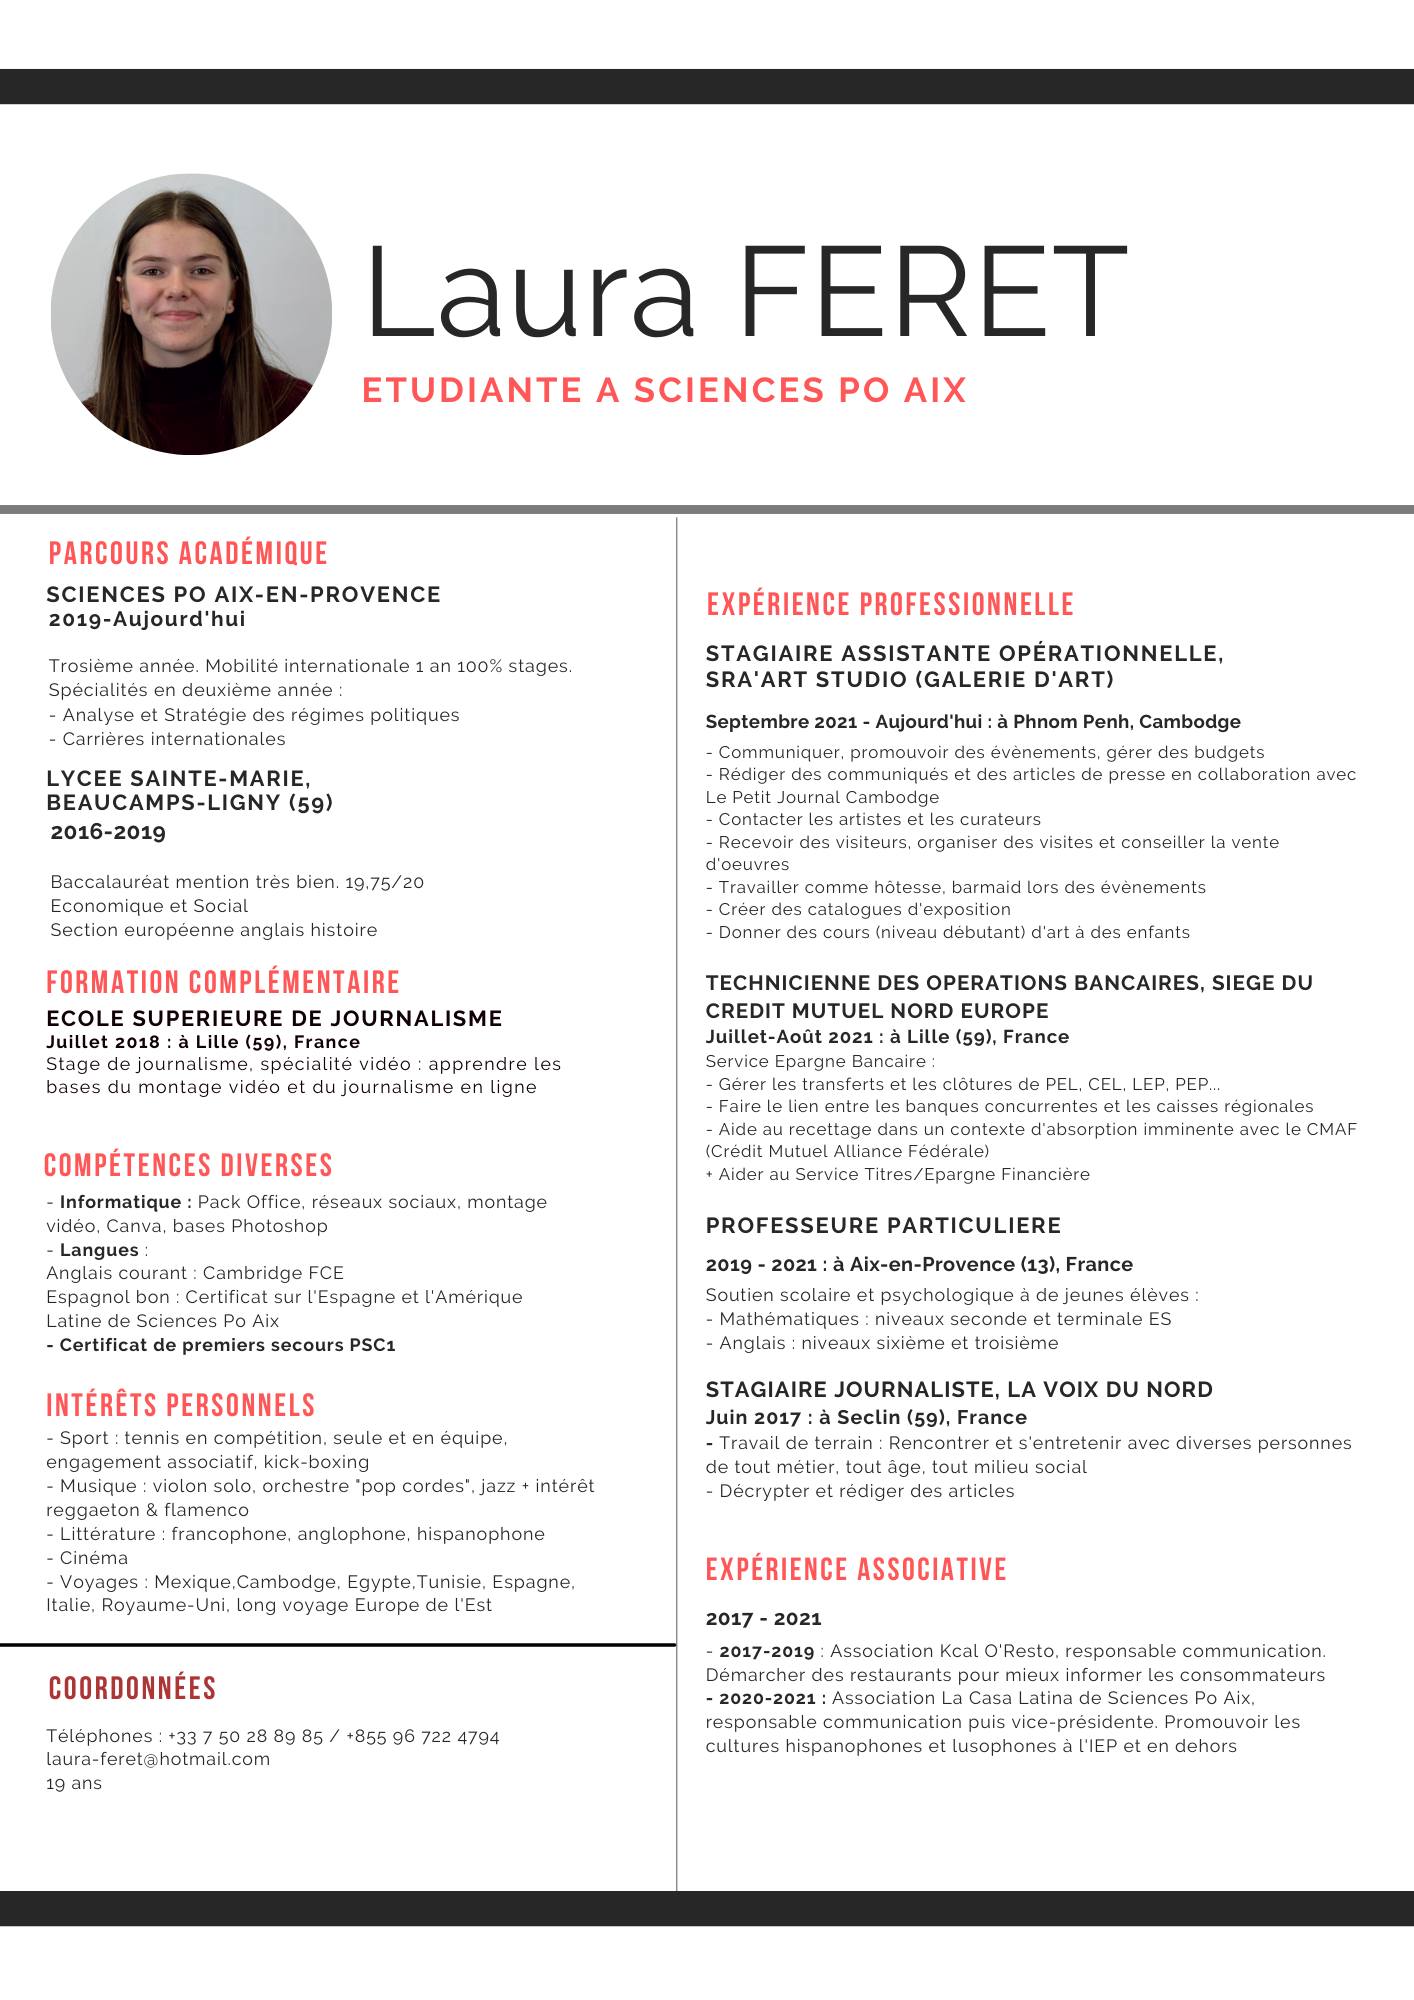 Laura FERET
ETUDIANTE A SCIENCES PO AIX
PARCOURS ACADÉMIQUE
SCIENCES PO AIX-EN-PROVENCE
2019-Aujourd'hui
Trosième année. Mobilité internationale 1 an 100% stages.
Spécialités en deuxième année :
- Analyse et Stratégie des régimes politiques
- Carrières internationales
LYCEE SAINTE-MARIE,
BEAUCAMPS-LIGNY (59)
2016-2019
Baccalauréat mention très bien. 19,75/20
Economique et Social
Section européenne anglais histoire
FORMATION COMPLÉMENTAIRE
ECOLE SUPERIEURE DE JOURNALISME
Juillet 2018 : à Lille (59), France
Stage de journalisme, spécialité vidéo : apprendre les
bases du montage vidéo et du journalisme en ligne
COMPÉTENCES DIVERSES
- Informatique : Pack Office, réseaux sociaux, montage
vidéo, Canva, bases Photoshop
- Langues :
Anglais courant : Cambridge FCE
Espagnol bon : Certificat sur l'Espagne et l'Amérique
Latine de Sciences Po Aix
- Certificat de premiers secours PSC1
INTÉRÊTS PERSONNELS
- Sport : tennis en compétition, seule et en équipe,
engagement associatif, kick-boxing
- Musique : violon solo, orchestre "pop cordes", jazz + intérêt
reggaeton & flamenco
- Littérature : francophone, anglophone, hispanophone
- Cinéma
- Voyages : Mexique,Cambodge, Egypte,Tunisie, Espagne,
Italie, Royaume-Uni, long voyage Europe de l'Est
COORDONNÉES
Téléphones : +33 7 50 28 89 85 / +855 96 722 4794
laura-feret@hotmail.com
19 ans
EXPÉRIENCE PROFESSIONNELLE
STAGIAIRE ASSISTANTE OPÉRATIONNELLE,
SRA'ART STUDIO (GALERIE D'ART)
Septembre 2021 - Aujourd'hui : à Phnom Penh, Cambodge
- Communiquer, promouvoir des évènements, gérer des budgets
- Rédiger des communiqués et des articles de presse en collaboration avec
Le Petit Journal Cambodge
- Contacter les artistes et les curateurs
- Recevoir des visiteurs, organiser des visites et conseiller la vente
d'oeuvres
- Travailler comme hôtesse, barmaid lors des évènements
- Créer des catalogues d'exposition
- Donner des cours (niveau débutant) d'art à des enfants
TECHNICIENNE DES OPERATIONS BANCAIRES, SIEGE DU
CREDIT MUTUEL NORD EUROPE
Juillet-Août 2021 : à Lille (59), France
Service Epargne Bancaire :
- Gérer les transferts et les clôtures de PEL, CEL, LEP, PEP...
- Faire le lien entre les banques concurrentes et les caisses régionales
- Aide au recettage dans un contexte d'absorption imminente avec le CMAF
(Crédit Mutuel Alliance Fédérale)
+ Aider au Service Titres/Epargne Financière
PROFESSEURE PARTICULIERE
2019 - 2021 : à Aix-en-Provence (13), France
Soutien scolaire et psychologique à de jeunes élèves :
- Mathématiques : niveaux seconde et terminale ES
- Anglais : niveaux sixième et troisième
STAGIAIRE JOURNALISTE, LA VOIX DU NORD
Juin 2017 : à Seclin (59), France
- Travail de terrain : Rencontrer et s'entretenir avec diverses personnes
de tout métier, tout âge, tout milieu social
- Décrypter et rédiger des articles
EXPÉRIENCE ASSOCIATIVE
2017 - 2021
- 2017-2019 : Association Kcal O'Resto, responsable communication.
Démarcher des restaurants pour mieux informer les consommateurs
- 2020-2021 : Association La Casa Latina de Sciences Po Aix,
responsable communication puis vice-présidente. Promouvoir les
cultures hispanophones et lusophones à l'IEP et en dehors